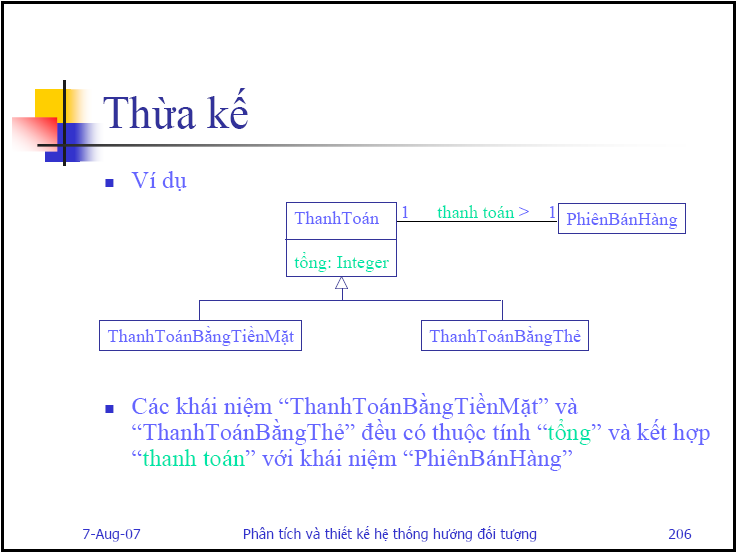 Thừa kế
Ví dụ
ThanhToán
1 thanh toán > 1
PhiênBánHàng
tổng: Integer
ThanhToánBằngTiềnMặt
ThanhToánBằngThẻ
Các khái niệm “ThanhToánBằngTiềnMặt” và
“ThanhToánBằngThẻ” đều có thuộc tính “tổng” và kết hợp
“thanh toán” với khái niệm “PhiênBánHàng”
7-Aug-07
Phân tích và thiết kế hệ thống hướng đối tượng
206